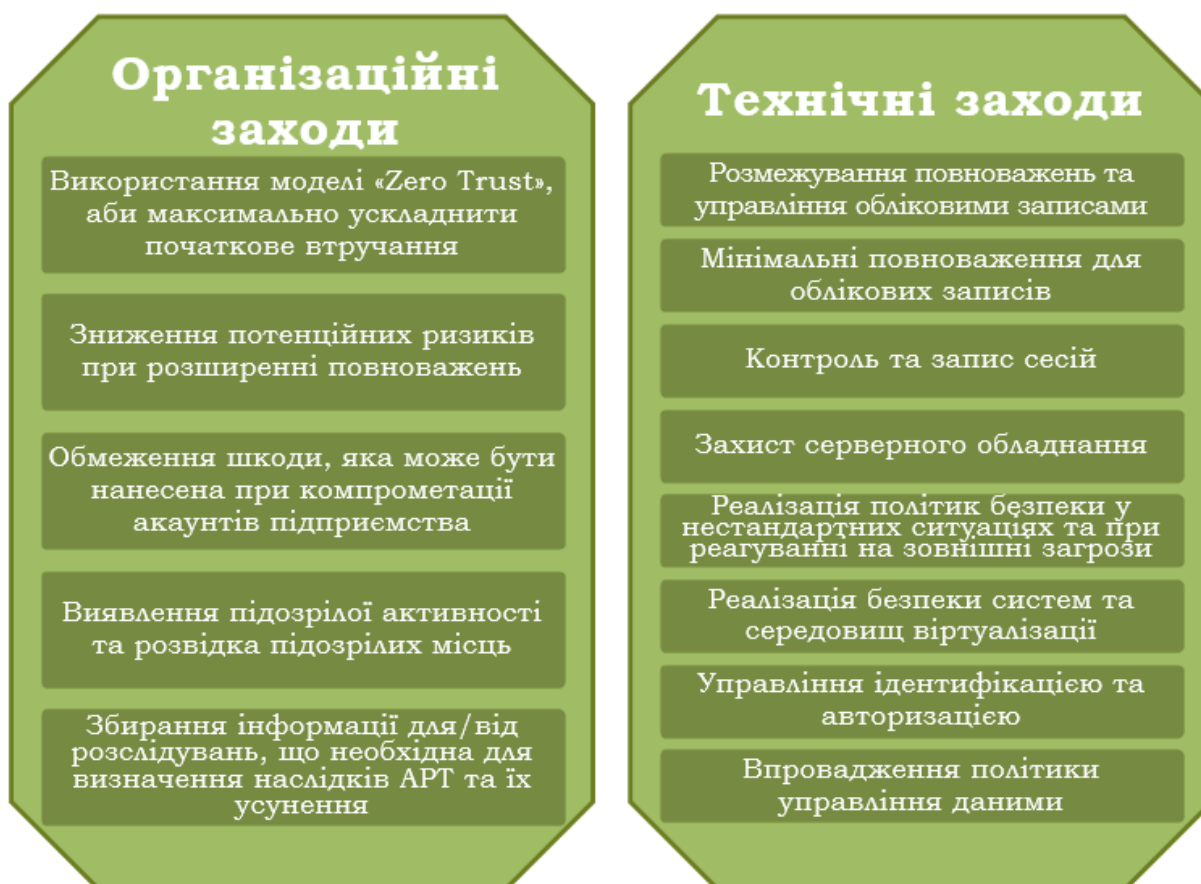 Організаційні
заходи
Використання моделі «Zero Trust»,
аби максимально ускладнити
початкове втручання
Зниження потенційних ризиків
при розширенні повноважень
Обмеження шкоди, яка може бути
нанесена при компрометації
акаунтів підприємства
Виявлення підозрілої активності
та розвідка підозрілих місць
Збирання інформації для/від
розслідувань, що необхідна для
визначення наслідків АРТ та їх
усунення
Технічні заходи
Розмежування повноважень та
управління обліковими записами
Мінімальні повноваження для
облікових записів
Контроль та запис сесій
Захист серверного обладнання
Реалізація політик безпеки у
нестандартних ситуаціях та при
реагуванні на зовнішні загрози
Реалізація безпеки систем та
середовищ віртуалізації
Управління ідентифікацією та
авторизацією
Впровадження політики
управління даними